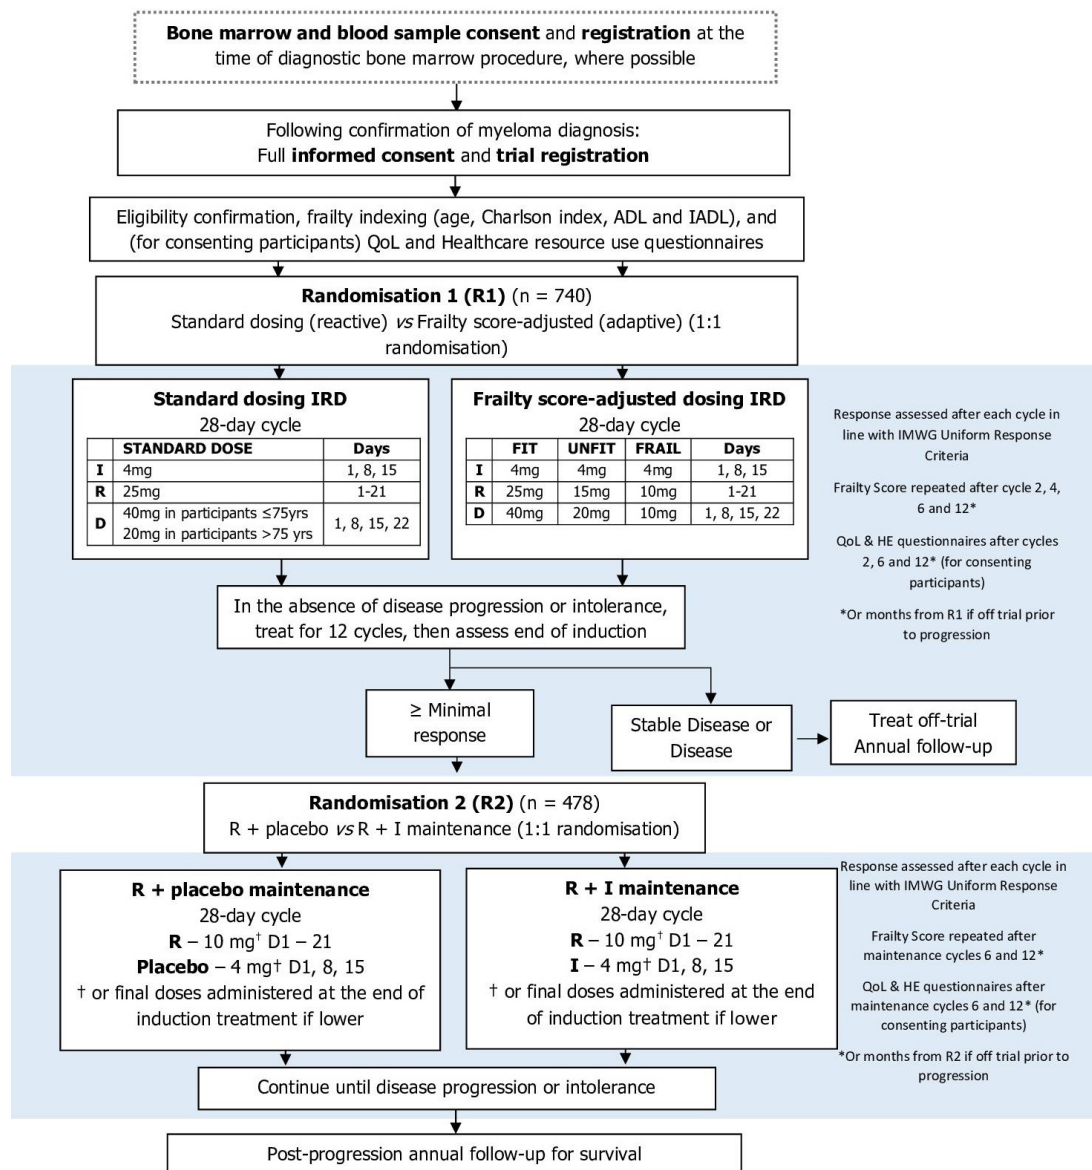 Bone marrow and blood sample consent and registration at the
time of diagnostic bone marrow procedure, where possible
Following confirmation of myeloma diagnosis:
Full informed consent and trial registration
Eligibility confirmation, frailty indexing (age, Charlson index, ADL and IADL), and
(for consenting participants) QoL and Healthcare resource use questionnaires
Randomisation 1 (R1) (n = 740)
Standard dosing (reactive) vs Frailty score-adjusted (adaptive) (1:1
randomisation)
Standard dosing IRD
28-day cycle
STANDARD DOSE Days
I 4mg 1, 8, 15
R 25mg 1-21
D 40mg in participants ≤75yrs
20mg in participants >75 yrs
1, 8, 15, 22
Frailty score-adjusted dosing IRD
28-day cycle
FIT UNFIT FRAIL Days
I 4mg 4mg 4mg 1, 8, 15
R 25mg 15mg 10mg 1-21
D 40mg 20mg 10mg 1, 8, 15, 22
Response assessed after each cycle in
line with IMWG Uniform Response
Criteria
Frailty Score repeated after cycle 2, 4,
6 and 12*
QoL & HE questionnaires after cycles
2, 6 and 12* (for consenting
participants)
*Or months from R1 if off trial prior
to progression
In the absence of disease progression or intolerance,
treat for 12 cycles, then assess end of induction
≥ Minimal
response
Stable Disease or
Disease
Treat off-trial
Annual follow-up
Randomisation 2 (R2) (n = 478)
R + placebo vs R + I maintenance (1:1 randomisation)
R + placebo maintenance
28-day cycle
R – 10 mg† D1 – 21
Placebo – 4 mg† D1, 8, 15
† or final doses administered at the end of
induction treatment if lower
R + I maintenance
28-day cycle
R – 10 mg† D1 – 21
I – 4 mg† D1, 8, 15
† or final doses administered at the end
of induction treatment if lower
Response assessed after each cycle in
line with IMWG Uniform Response
Criteria
Frailty Score repeated after
maintenance cycles 6 and 12*
QoL & HE questionnaires after
maintenance cycles 6 and 12* (for
consenting participants)
*Or months from R2 if off trial prior to
progression
Continue until disease progression or intolerance
Post-progression annual follow-up for survival